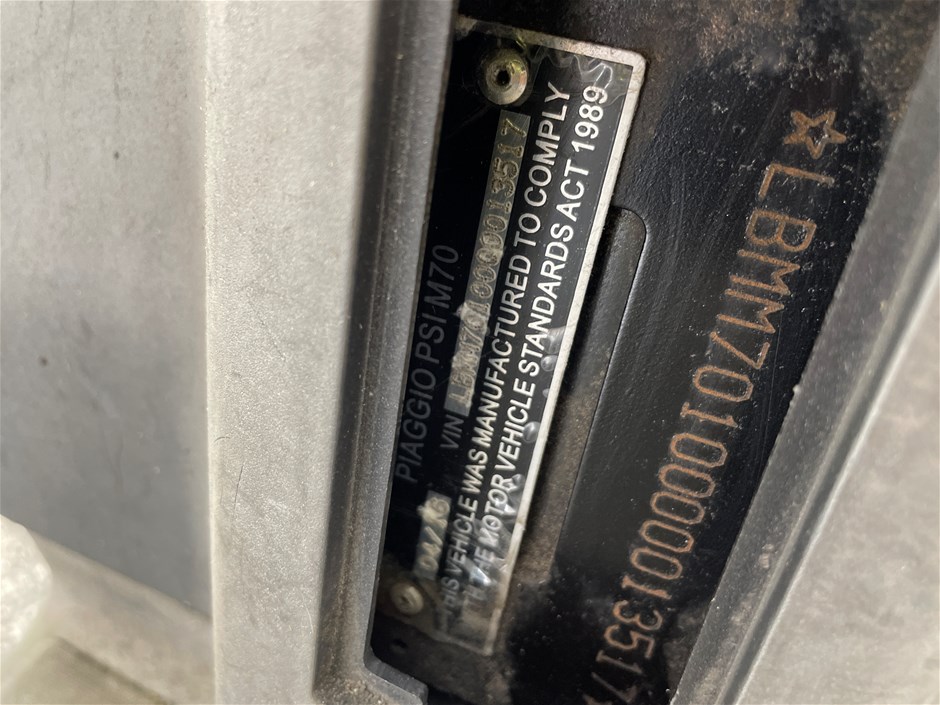 PIAGGIO PSI-M70
VIN LBMM7010000013517
THIS VEHICLE WAS MANUFACTURED TO COMPLY
THE MOTOR VEHICLE STANDARDS ACT 1989
☆LBMM7010000013517